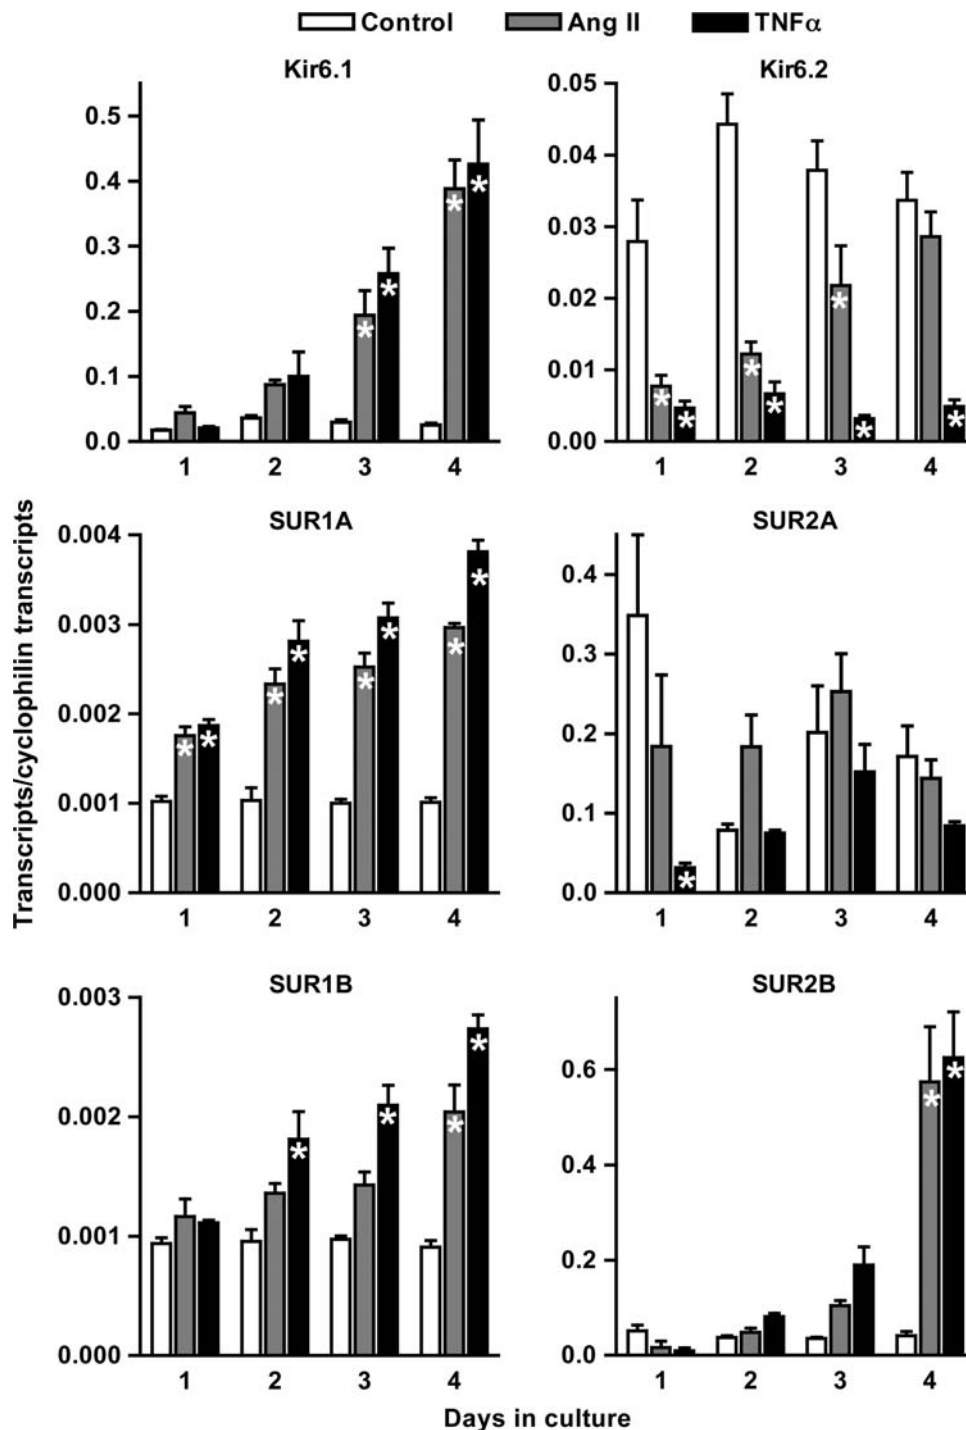 Control Ang II TNFα
Kir6.1 Kir6.2
0.5
0.4
0.3
0.2
0.1
0.0
1 2 3 4
0.05
0.04
0.03
0.02
0.01
0.00
1 2 3 4
* * * *
* * * * * * *
Transcripts/cyclophilin transcripts
SUR1A SUR2A
0.004
0.003
0.002
0.001
0.000
1 2 3 4
0.4
0.3
0.2
0.1
0.0
1 2 3 4
* * * * * * * *
*
SUR1B SUR2B
0.003
0.002
0.001
0.000
1 2 3 4
0.6
0.4
0.2
0.0
1 2 3 4
* * * *
* *
Days in culture